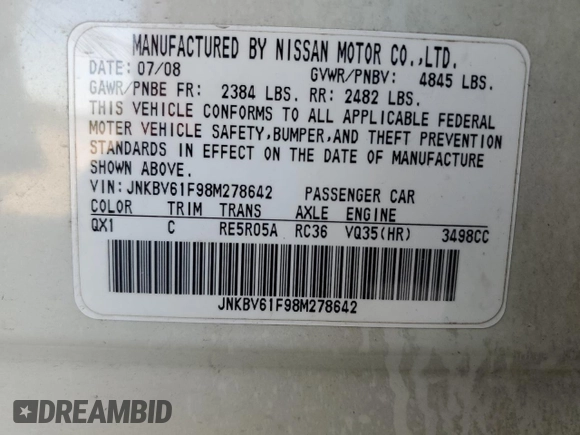 MANUFACTURED BY NISSAN MOTOR CO.,LTD.
DATE: 07/08 GVWR/PNBV: 4845 LBS.
GAWR/PNBE FR: 2384 LBS. RR: 2482 LBS.
THIS VEHICLE CONFORMS TO ALL APPLICABLE FEDERAL
MOTER VEHICLE SAFETY,BUMPER,AND THEFT PREVENTION
STANDARDS IN EFFECT ON THE DATE OF MANUFACTURE
SHOWN ABOVE.
VIN: JNKBV61F98M278642 PASSENGER CAR
COLOR TRIM TRANS AXLE ENGINE
QX1 C RE5R05A RC36 VQ35(HR) 3498CC
JNKBV61F98M278642
DREAMBID